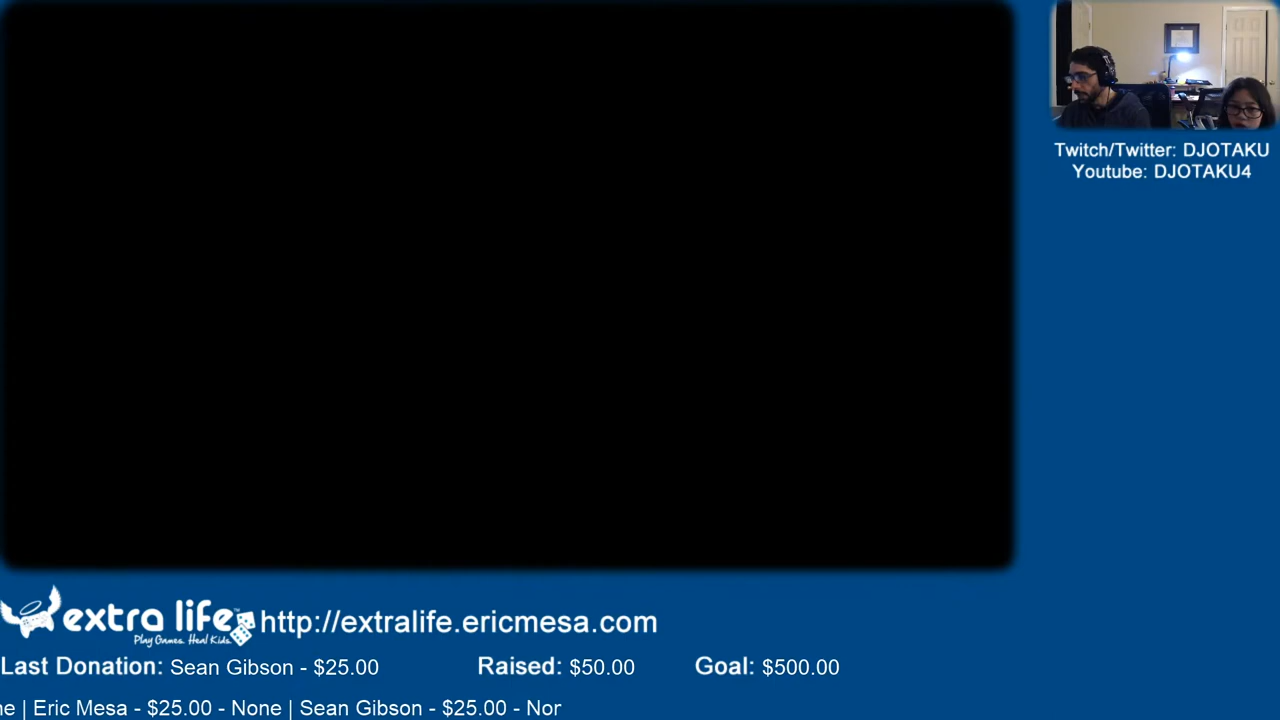 Twitch/Twitter: DJOTAKU
Youtube: DJOTAKU4
extra life™ http://extralife.ericmesa.com
Play Games. Heal Kids.
Last Donation: Sean Gibson - $25.00 Raised: $50.00 Goal: $500.00
ne | Eric Mesa - $25.00 - None | Sean Gibson - $25.00 - Nor